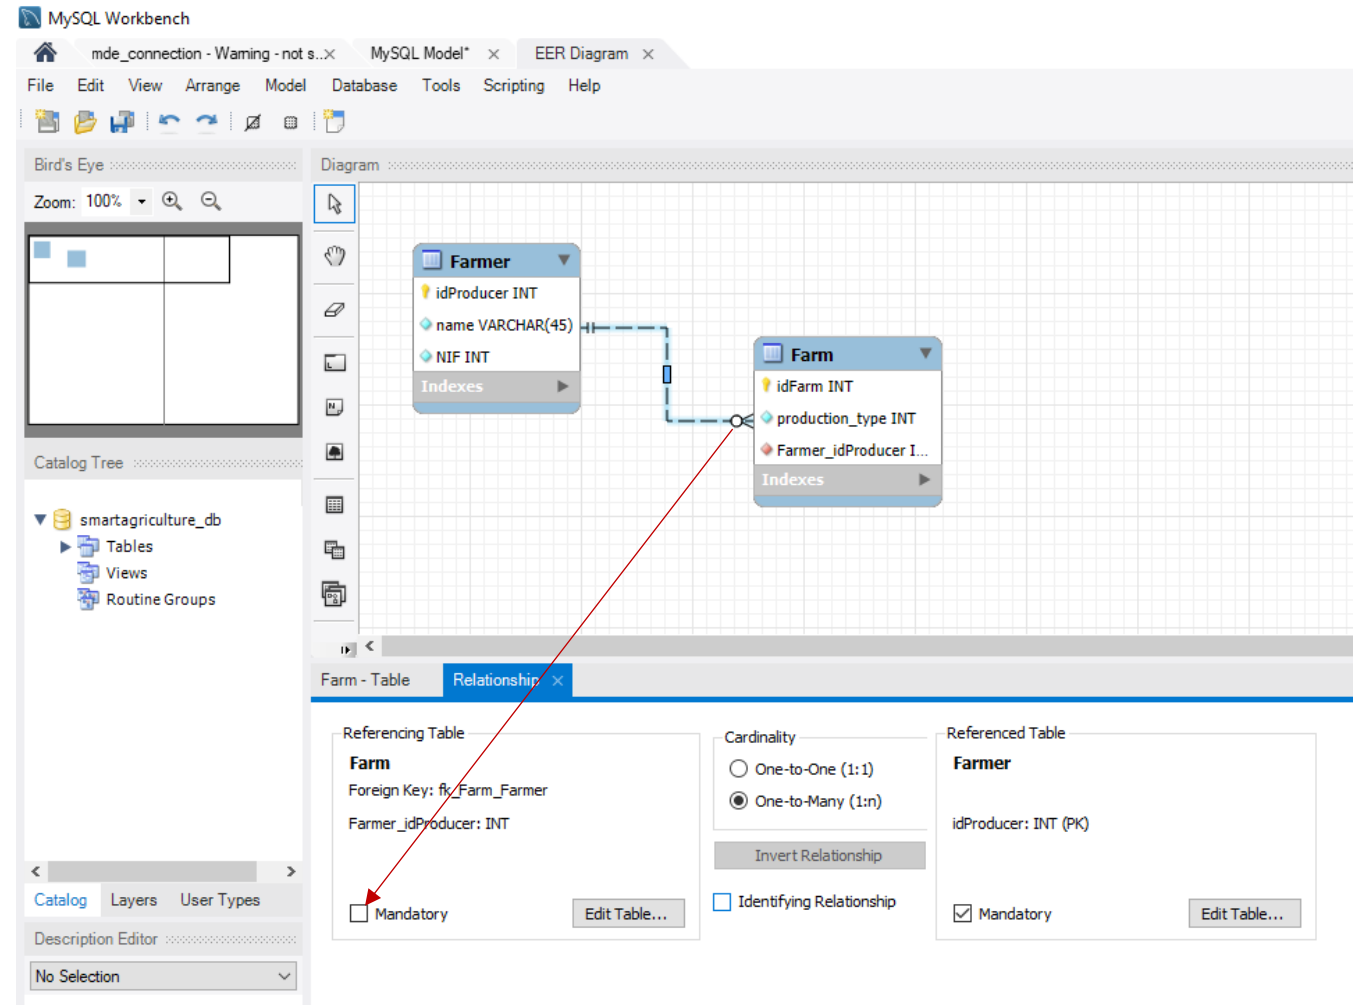 MySQL Workbench
mde_connection - Warning - not s...
MySQL Model*
EER Diagram
File Edit View Arrange Model Database Tools Scripting Help
Bird's Eye
Diagram
Zoom: 100%
Farmer
idProducer INT
name VARCHAR(45)
NIF INT
Indexes
Farm
idFarm INT
production_type INT
Farmer_idProducer I...
Indexes
Catalog Tree
smartagriculture_db
Tables
Views
Routine Groups
Catalog Layers User Types
Description Editor
No Selection
Farm - Table Relationship
Referencing Table
Farm
Foreign Key: fk_Farm_Farmer
Farmer_idProducer: INT
Mandatory
Edit Table...
Cardinality
One-to-One (1:1)
One-to-Many (1:n)
Invert Relationship
Identifying Relationship
Referenced Table
Farmer
idProducer: INT (PK)
Mandatory
Edit Table...